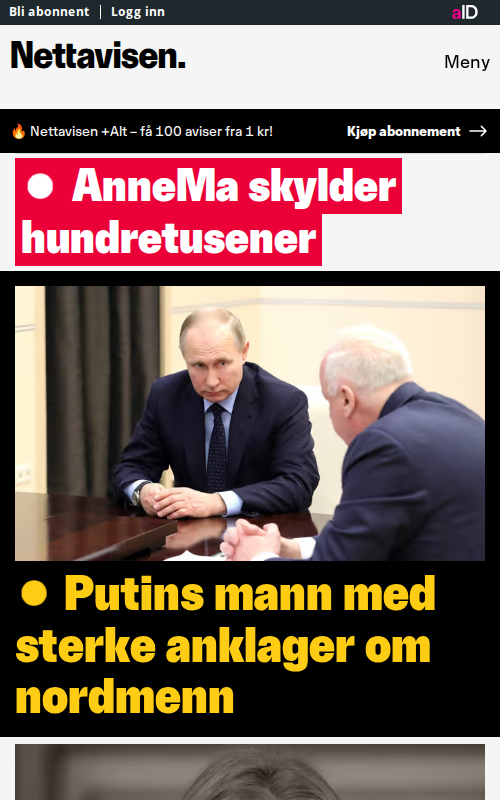 Bli abonnent | Logg inn
aID
Nettavisen.
Meny
🔥 Nettavisen +Alt – få 100 aviser fra 1 kr!
Kjøp abonnement →
AnneMa skylder
hundretusener
Putins mann med
sterke anklager om
nordmenn